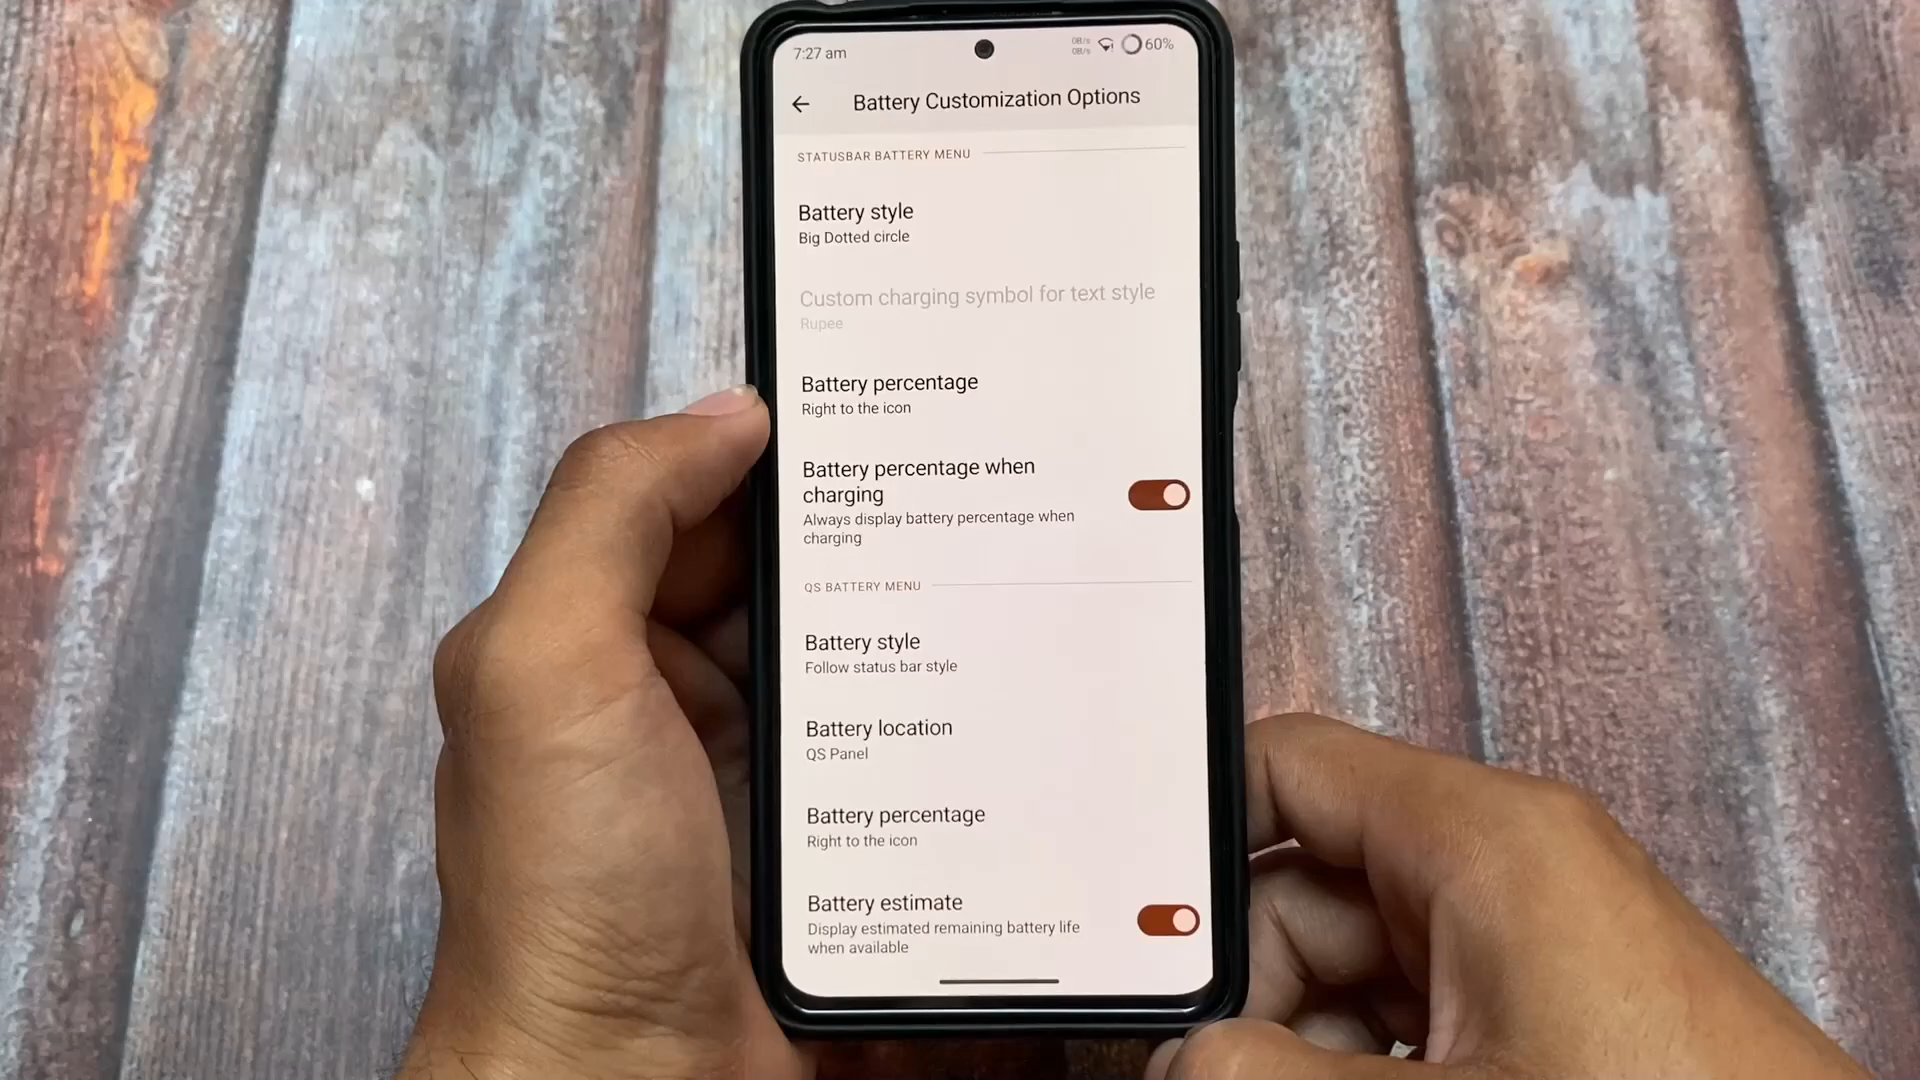 7:27 am
0B/s
0B/s
60%
Battery Customization Options
STATUSBAR BATTERY MENU
Battery style
Big Dotted circle
Custom charging symbol for text style
Rupee
Battery percentage
Right to the icon
Battery percentage when
charging
Always display battery percentage when
charging
QS BATTERY MENU
Battery style
Follow status bar style
Battery location
QS Panel
Battery percentage
Right to the icon
Battery estimate
Display estimated remaining battery life
when available